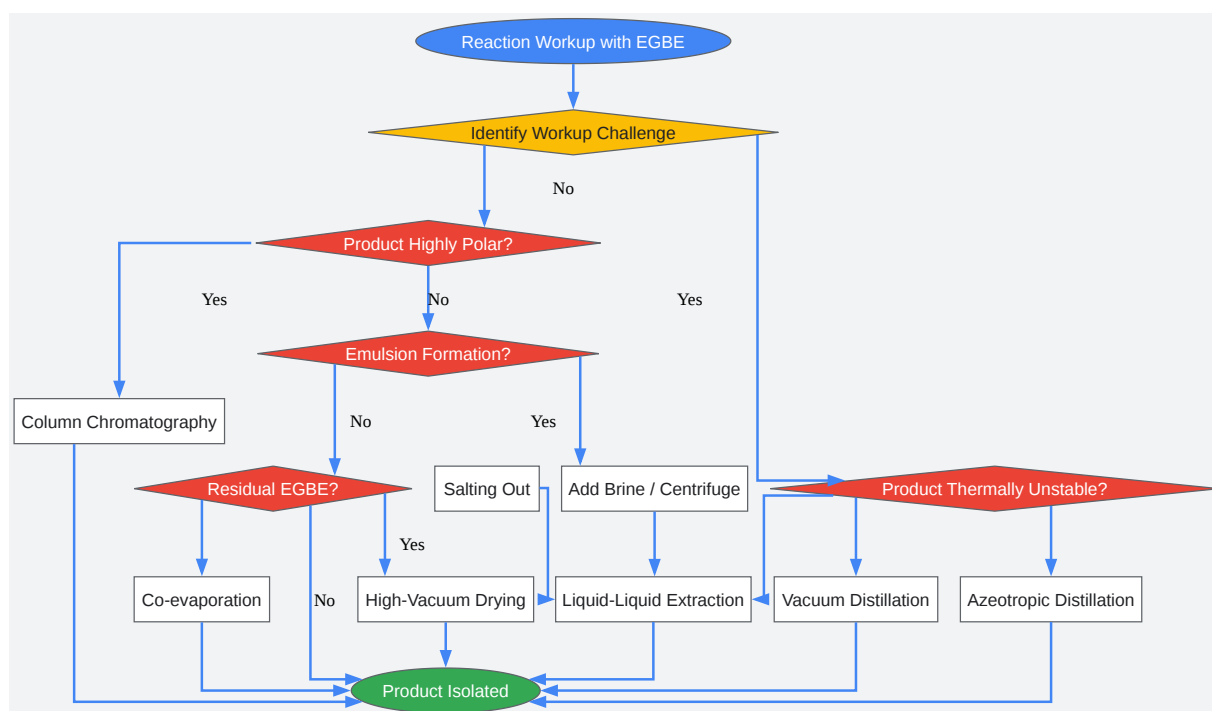 Reaction Workup with EGBE
Identify Workup Challenge
No
Product Highly Polar?
Yes
No
Yes
Emulsion Formation?
Column Chromatography
No
Yes
Residual EGBE?
Salting Out
Add Brine / Centrifuge
Product Thermally Unstable?
Yes
Co-evaporation
No
High-Vacuum Drying
Liquid-Liquid Extraction
Vacuum Distillation
Azeotropic Distillation
Product Isolated